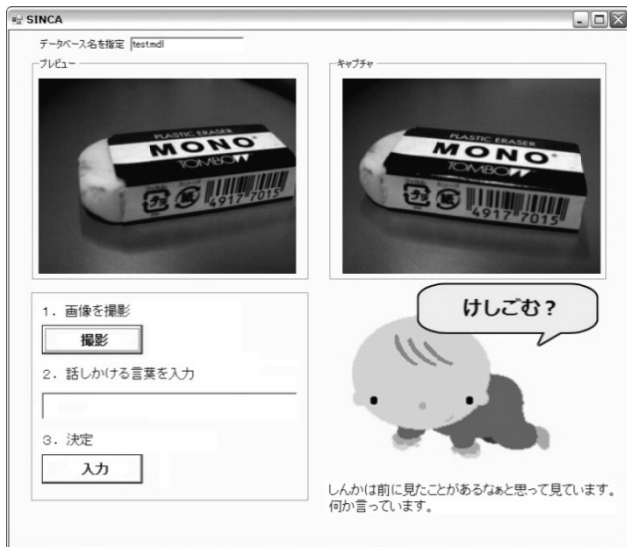 SINCA
データベース名を指定 testmdl
プレビュー
キャプチャ
PLASTIC ERASER
MONO
TOMBOW
4917 7015
PLASTIC ERASER
MONO
TOMBOW
4917 7015
1. 画像を撮影
撮影
2. 話しかける言葉を入力
3. 決定
入力
けしごむ？
しんかは前に見たことがあるなぁと思って見ています。
何か言っています。